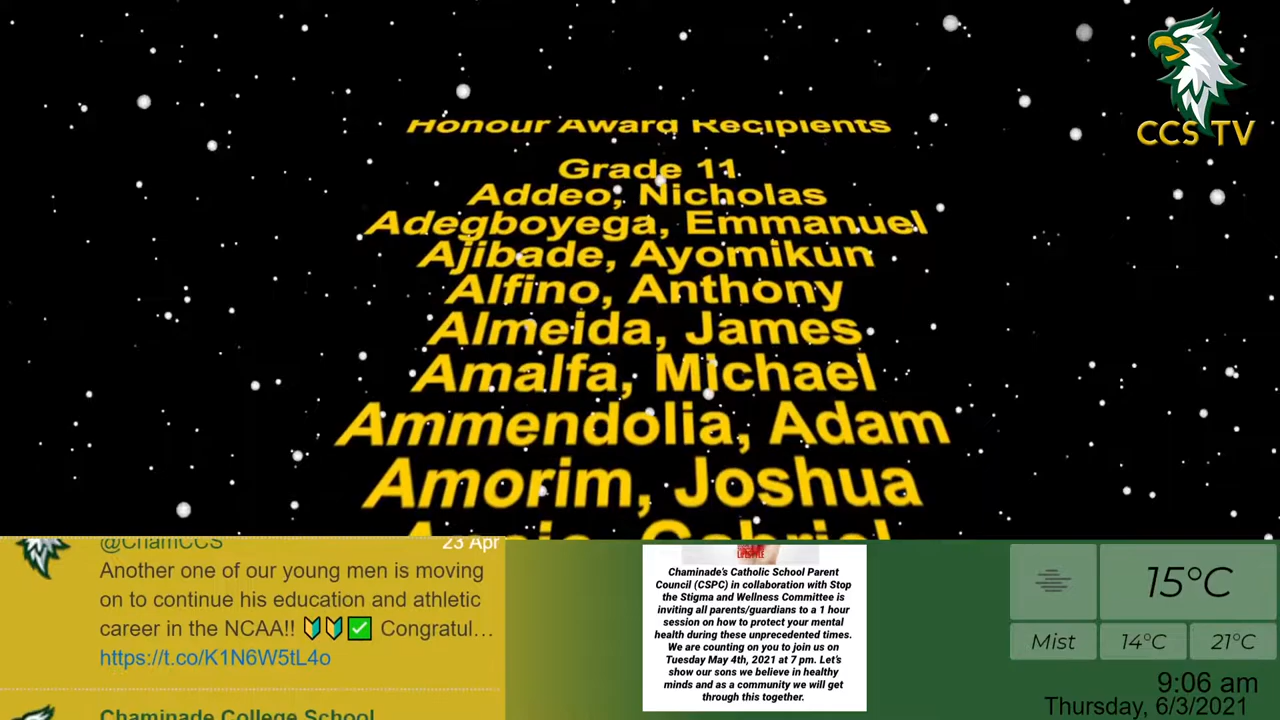 Honour Award Recipients
Grade 11
Addeo, Nicholas
Adegboyega, Emmanuel
Ajibade, Ayomikun
Alfino, Anthony
Almeida, James
Amalfa, Michael
Ammendolia, Adam
Amorim, Joshua
Gabriel
CCS TV
@ChamCCS
23 Apr
Another one of our young men is moving
on to continue his education and athletic
career in the NCAA!! 🔰🔰✅ Congratul…
https://t.co/K1N6W5tL4o
Chaminade College School
LIFESTYLE
Chaminade's Catholic School Parent
Council (CSPC) in collaboration with Stop
the Stigma and Wellness Committee is
inviting all parents/guardians to a 1 hour
session on how to protect your mental
health during these unprecedented times.
We are counting on you to join us on
Tuesday May 4th, 2021 at 7 pm. Let's
show our sons we believe in healthy
minds and as a community we will get
through this together.
15°C
Mist
14°C
21°C
9:06 am
Thursday, 6/3/2021